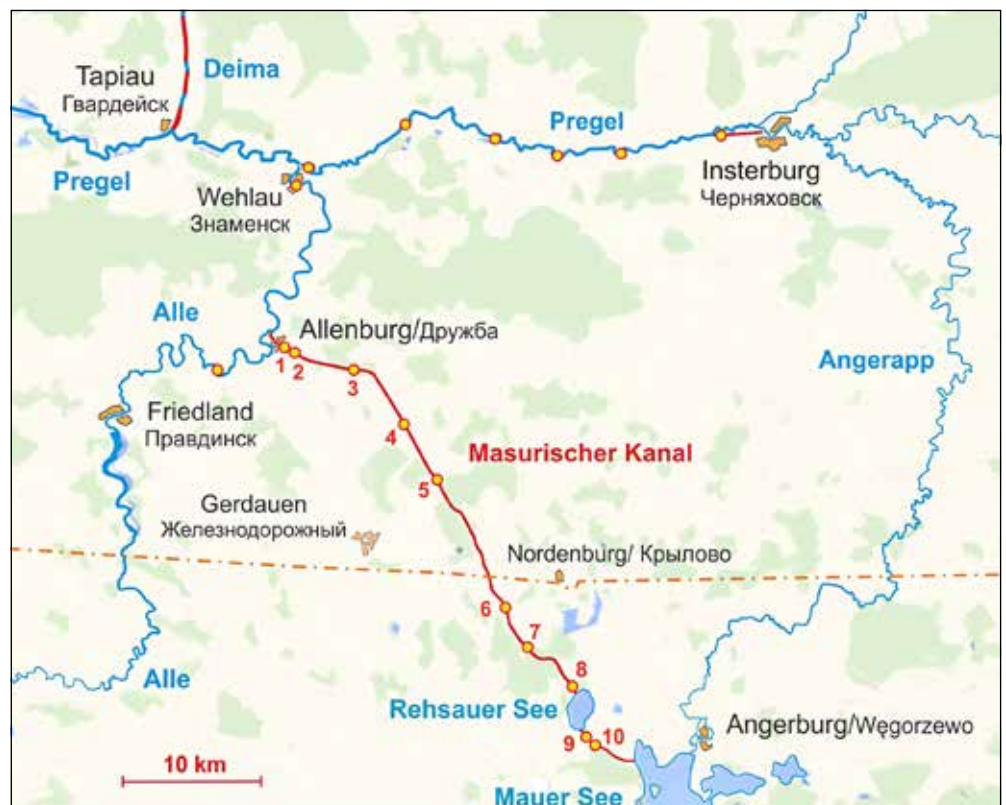 Tapiau
Гвардейск
Deima
Pregel
Pregel
Wehlau
Знаменск
Insterburg
Черняховск
Alle
Allenburg/Дружба
1
2
3
Angerapp
Friedland
Правдинск
4
Masurischer Kanal
5
Gerdauen
Железнодорожный
Nordenburg/ Крылово
6
7
Alle
8
Rehsauer See
9
10
Angerburg/Węgorzewo
10 km
Mauer See